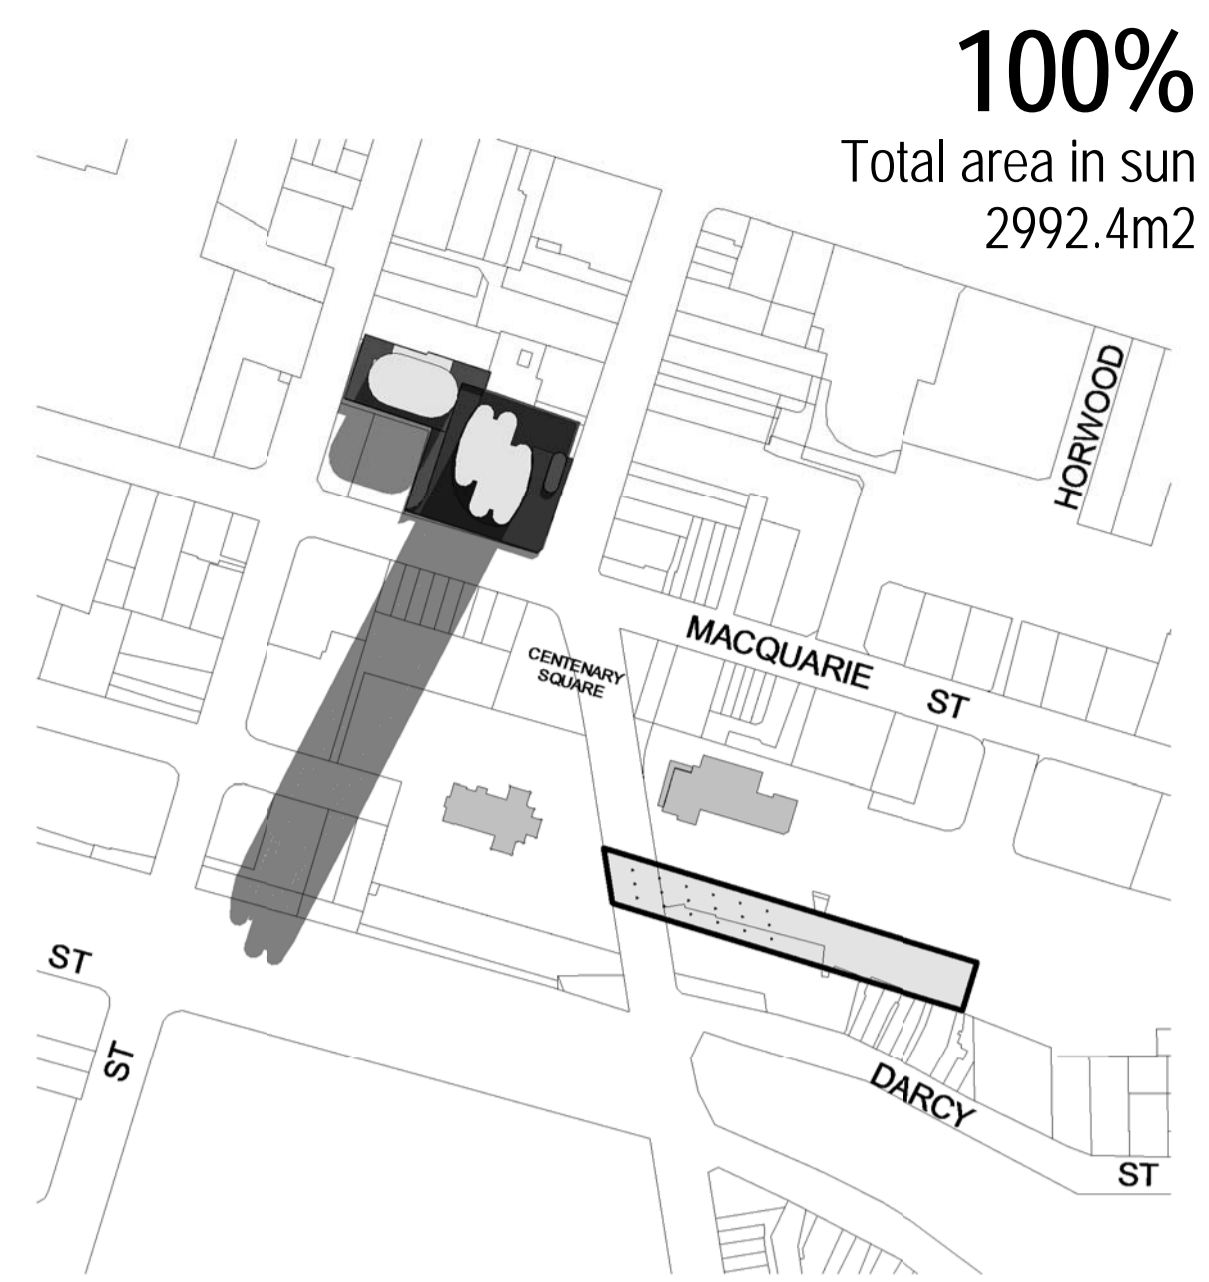 100%
Total area in sun
2992.4m2
HORWOOD
MACQUARIE ST
CENTENARY
SQUARE
ST
ST
DARCY
ST